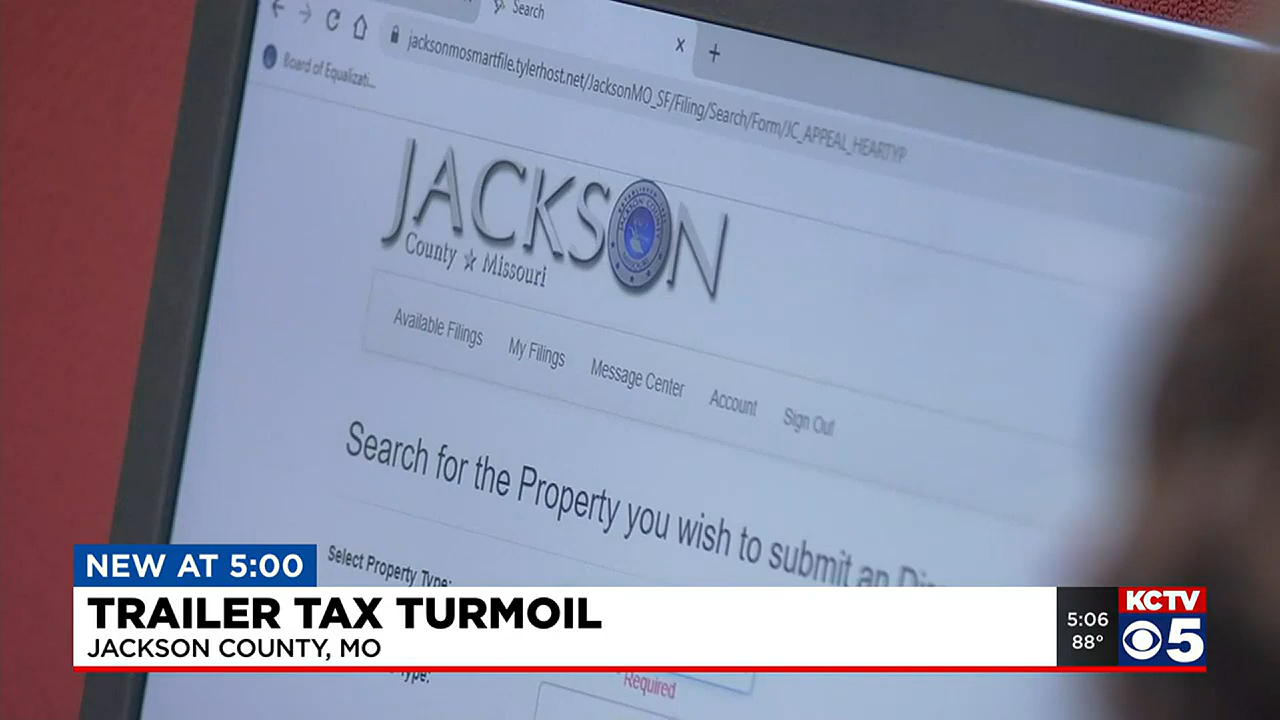 Search
jacksonmosmartfile.tylerhost.net/JacksonMO_SF/Filing/Search/Form/JC_APPEAL_HEARTYP
Board of Equalizati...
JACKSON
County ★ Missouri
Available Filings My Filings Message Center Account Sign Out
Search for the Property you wish to submit an
Select Property Type:
NEW AT 5:00
TRAILER TAX TURMOIL
JACKSON COUNTY, MO
5:06
88°
KCTV
5
Type:
Required